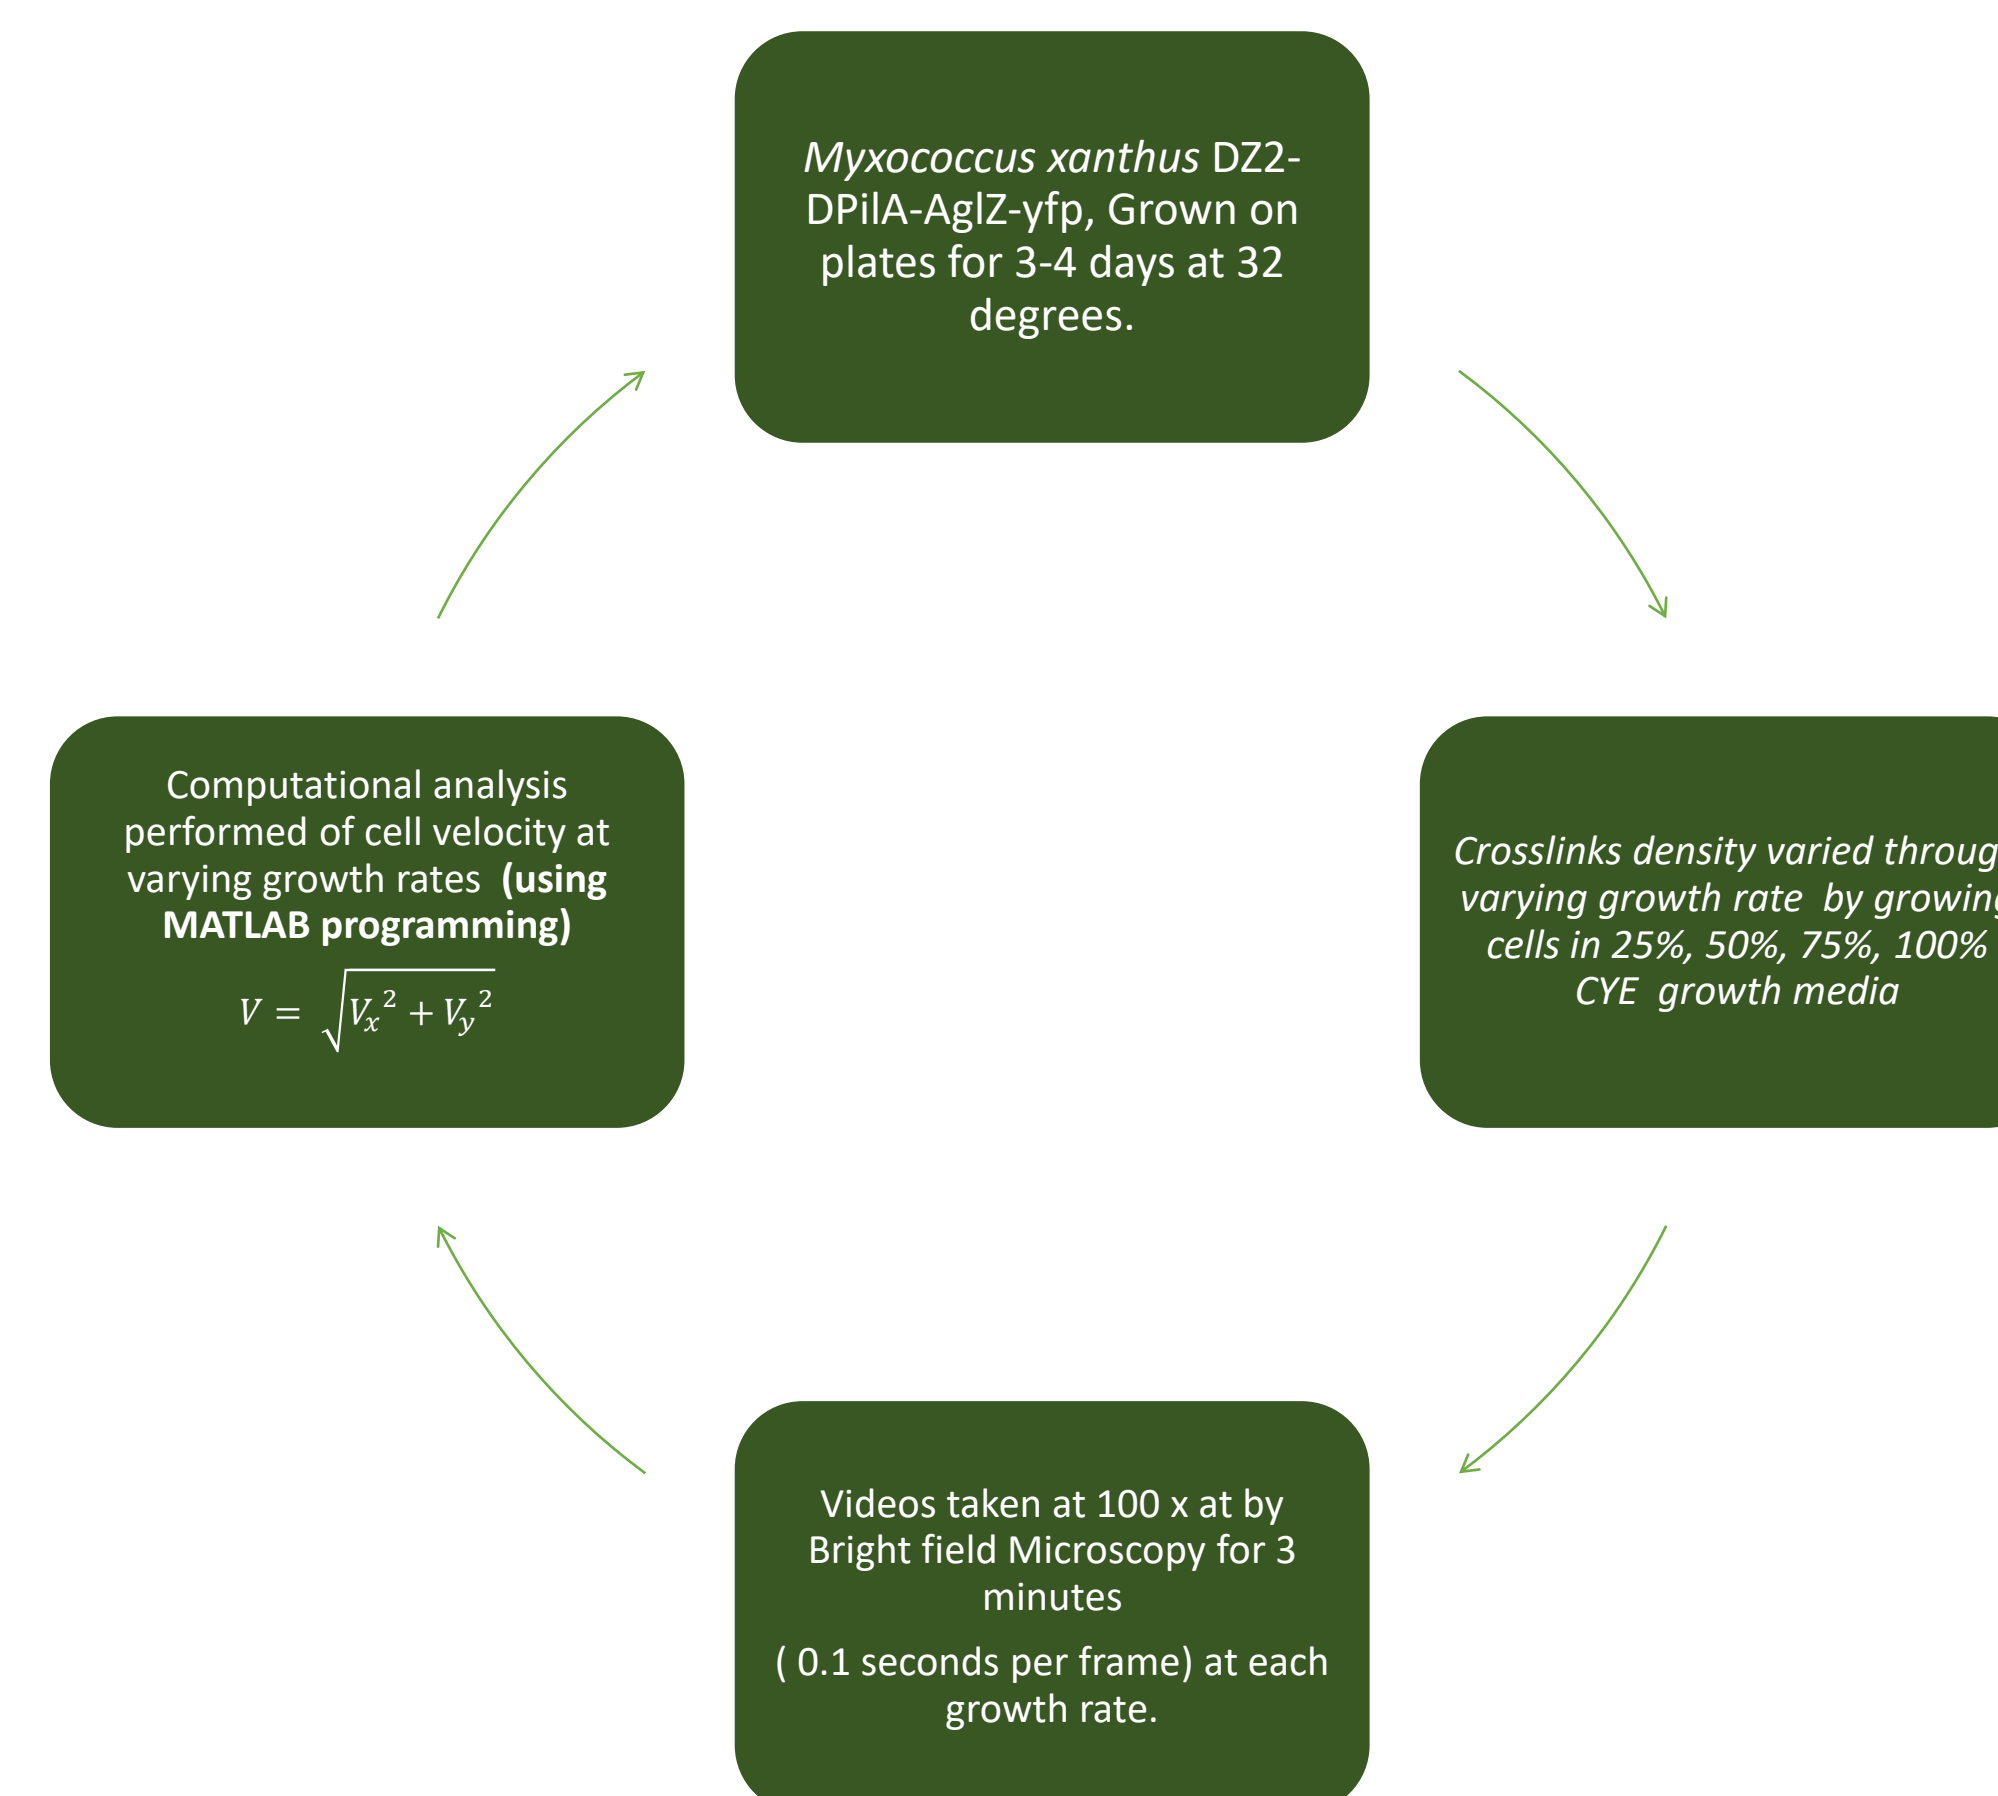 Myxococcus xanthus DZ2-
DPilA-AglZ-yfp, Grown on
plates for 3-4 days at 32
degrees.
Crosslinks density varied throug
varying growth rate by growing
cells in 25%, 50%, 75%, 100%
CYE growth media
Videos taken at 100 x at by
Bright field Microscopy for 3
minutes
( 0.1 seconds per frame) at each
growth rate.
Computational analysis
performed of cell velocity at
varying growth rates (using
MATLAB programming)
V = √(Vₓ² + Vᵧ²)